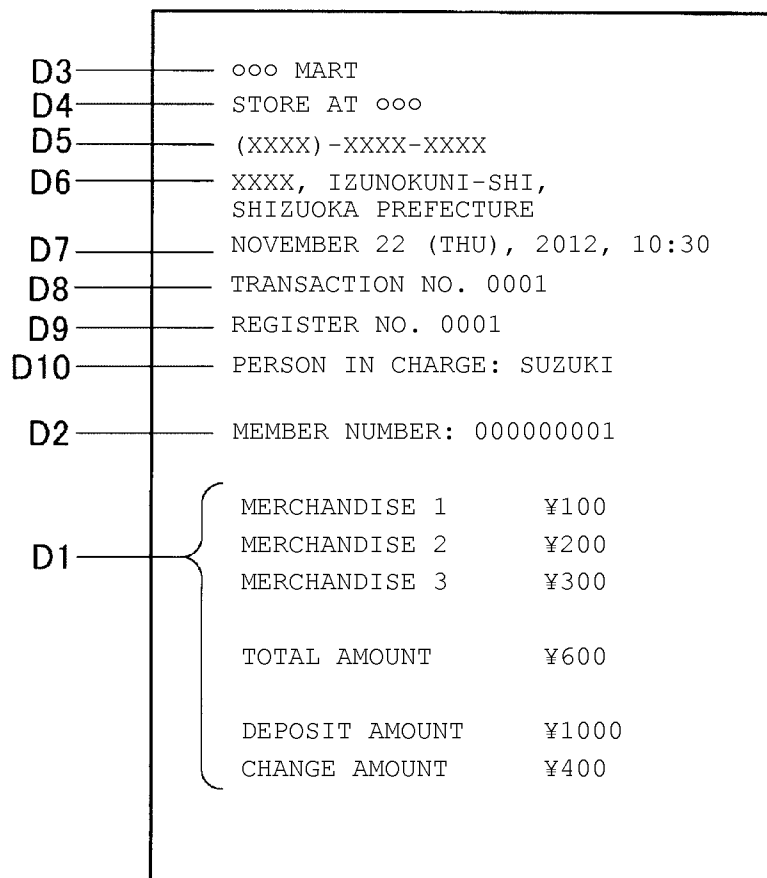 D3 ooo MART
D4 STORE AT ooo
D5 (XXXX)-XXXX-XXXX
D6 XXXX, IZUNOKUNI-SHI,
SHIZUOKA PREFECTURE
D7 NOVEMBER 22 (THU), 2012, 10:30
D8 TRANSACTION NO. 0001
D9 REGISTER NO. 0001
D10 PERSON IN CHARGE: SUZUKI
D2 MEMBER NUMBER: 000000001
MERCHANDISE 1 ¥100
MERCHANDISE 2 ¥200
D1 MERCHANDISE 3 ¥300
TOTAL AMOUNT ¥600
DEPOSIT AMOUNT ¥1000
CHANGE AMOUNT ¥400